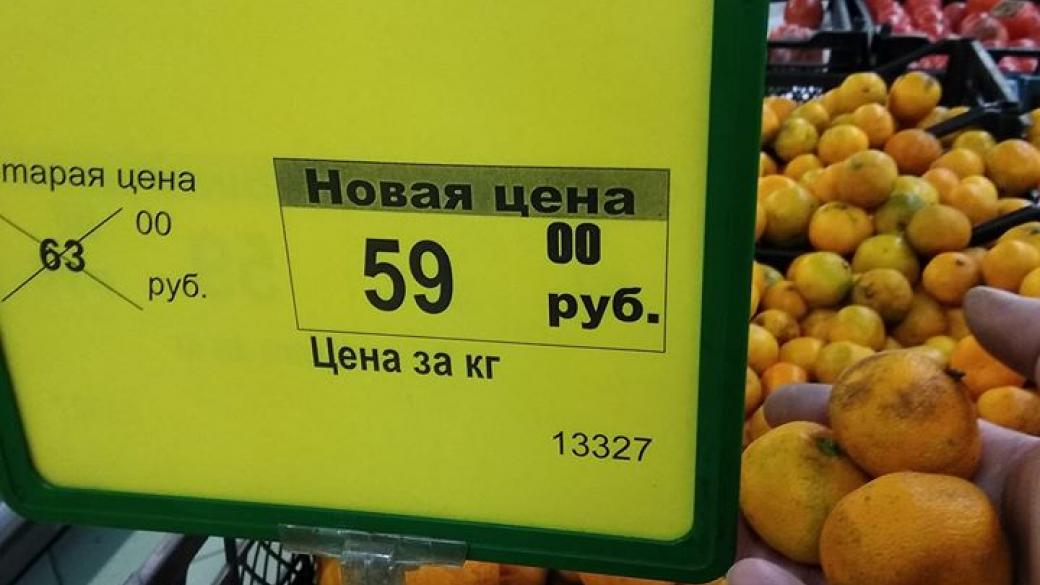 тарая цена
63 00
руб.
Новая цена
59 00
руб.
Цена за кг
13327